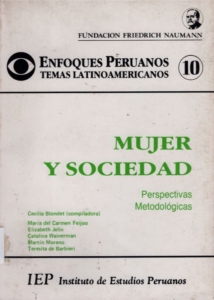 FUNDACION FRIEDRICH NAUMANN
ENFOQUES PERUANOS
TEMAS LATINOAMERICANOS
10
MUJER
Y SOCIEDAD
Perspectivas
Metodológicas
Cecilia Blondet (compiladora)
María del Carmen Feijoo
Elizabeth Jelin
Catalina Wainerman
Martín Moreno
Teresita de Barbieri
IEP Instituto de Estudios Peruanos